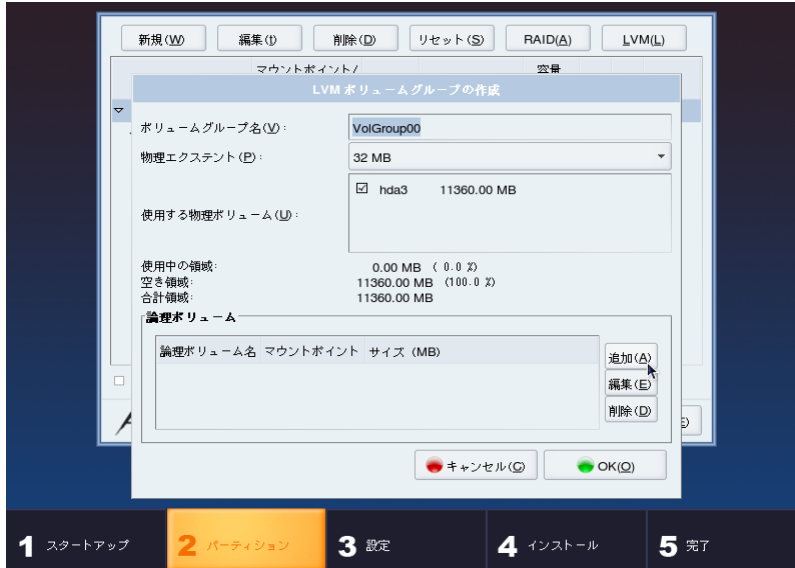 新規(W) 編集(I) 削除(D) リセット(S) RAID(A) LVM(L)
マウントポイント/ 容量
LVM ボリュームグループの作成
ボリュームグループ名(V): VolGroup00
物理エクステント(P): 32 MB
使用する物理ボリューム(U): hda3 11360.00 MB
使用中の領域: 0.00 MB ( 0.0 %)
空き領域: 11360.00 MB (100.0 %)
合計領域: 11360.00 MB
論理ボリューム
論理ボリューム名 マウントポイント サイズ (MB)
追加(A)
編集(E)
削除(D)
キャンセル(C) OK(O)
1 スタートアップ 2 パーティション 3 設定 4 インストール 5 完了